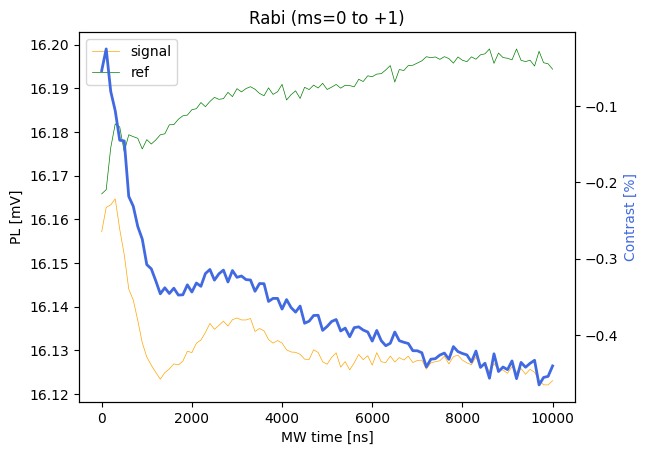 Rabi (ms=0 to +1)
signal
ref
16.20
16.19
16.18
16.17
16.16
16.15
16.14
16.13
16.12
PL [mV]
−0.1
−0.2
−0.3
−0.4
Contrast [%]
0 2000 4000 6000 8000 10000
MW time [ns]